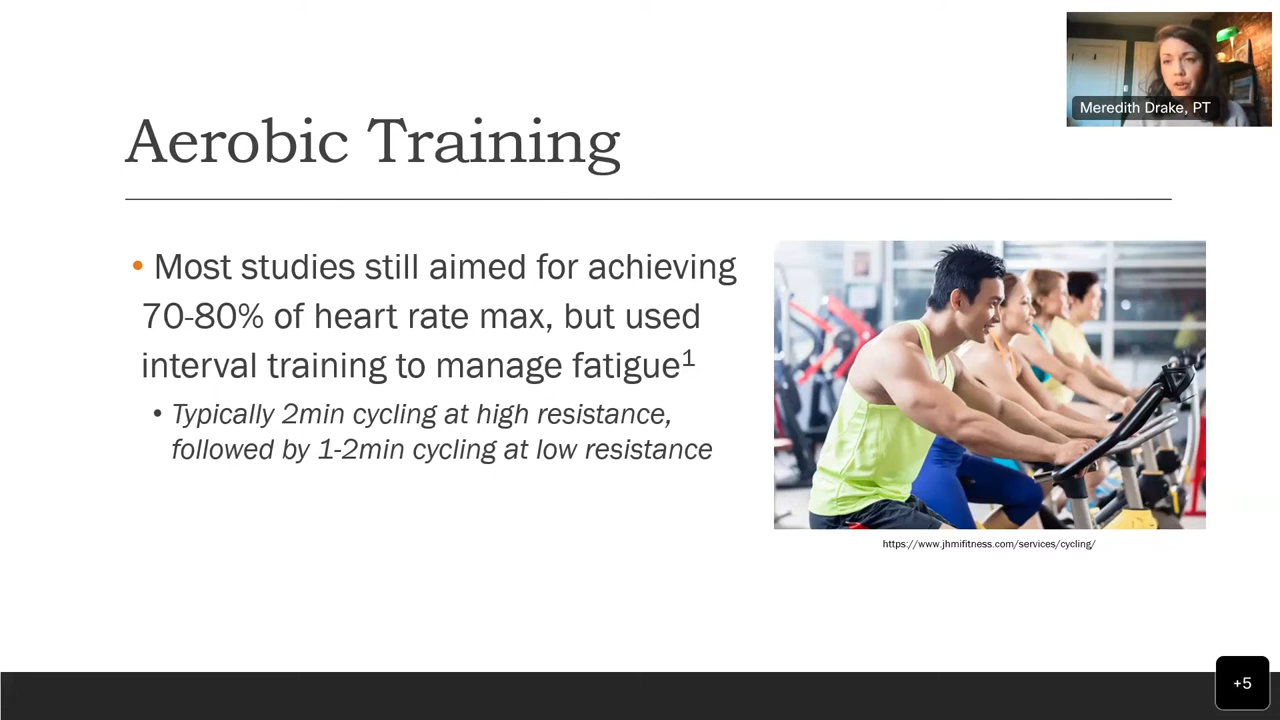 Meredith Drake, PT
Aerobic Training
• Most studies still aimed for achieving
70-80% of heart rate max, but used
interval training to manage fatigue¹
• Typically 2min cycling at high resistance,
followed by 1-2min cycling at low resistance
https://www.jhmifitness.com/services/cycling/
+5